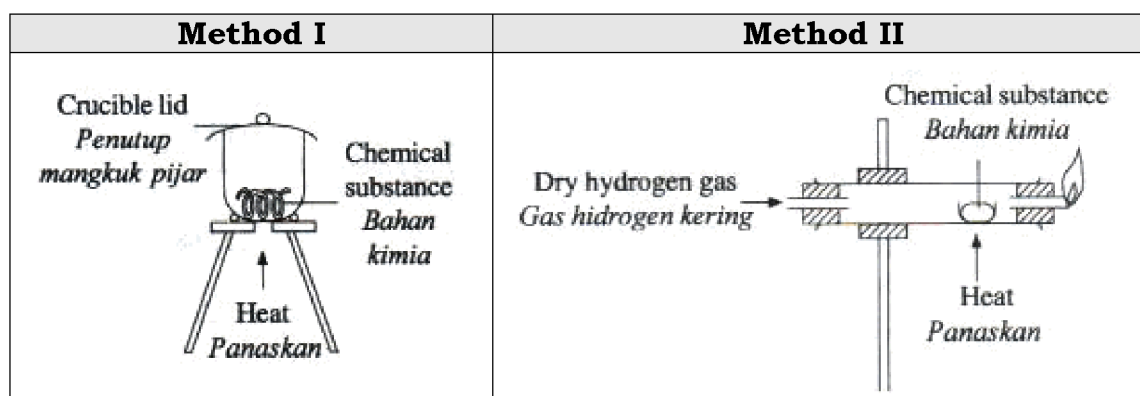 Method I
Method II
Crucible lid
Penutup
mangkuk pijar
Chemical
substance
Bahan
kimia
Heat
Panaskan
Chemical substance
Bahan kimia
Dry hydrogen gas
Gas hidrogen kering
Heat
Panaskan